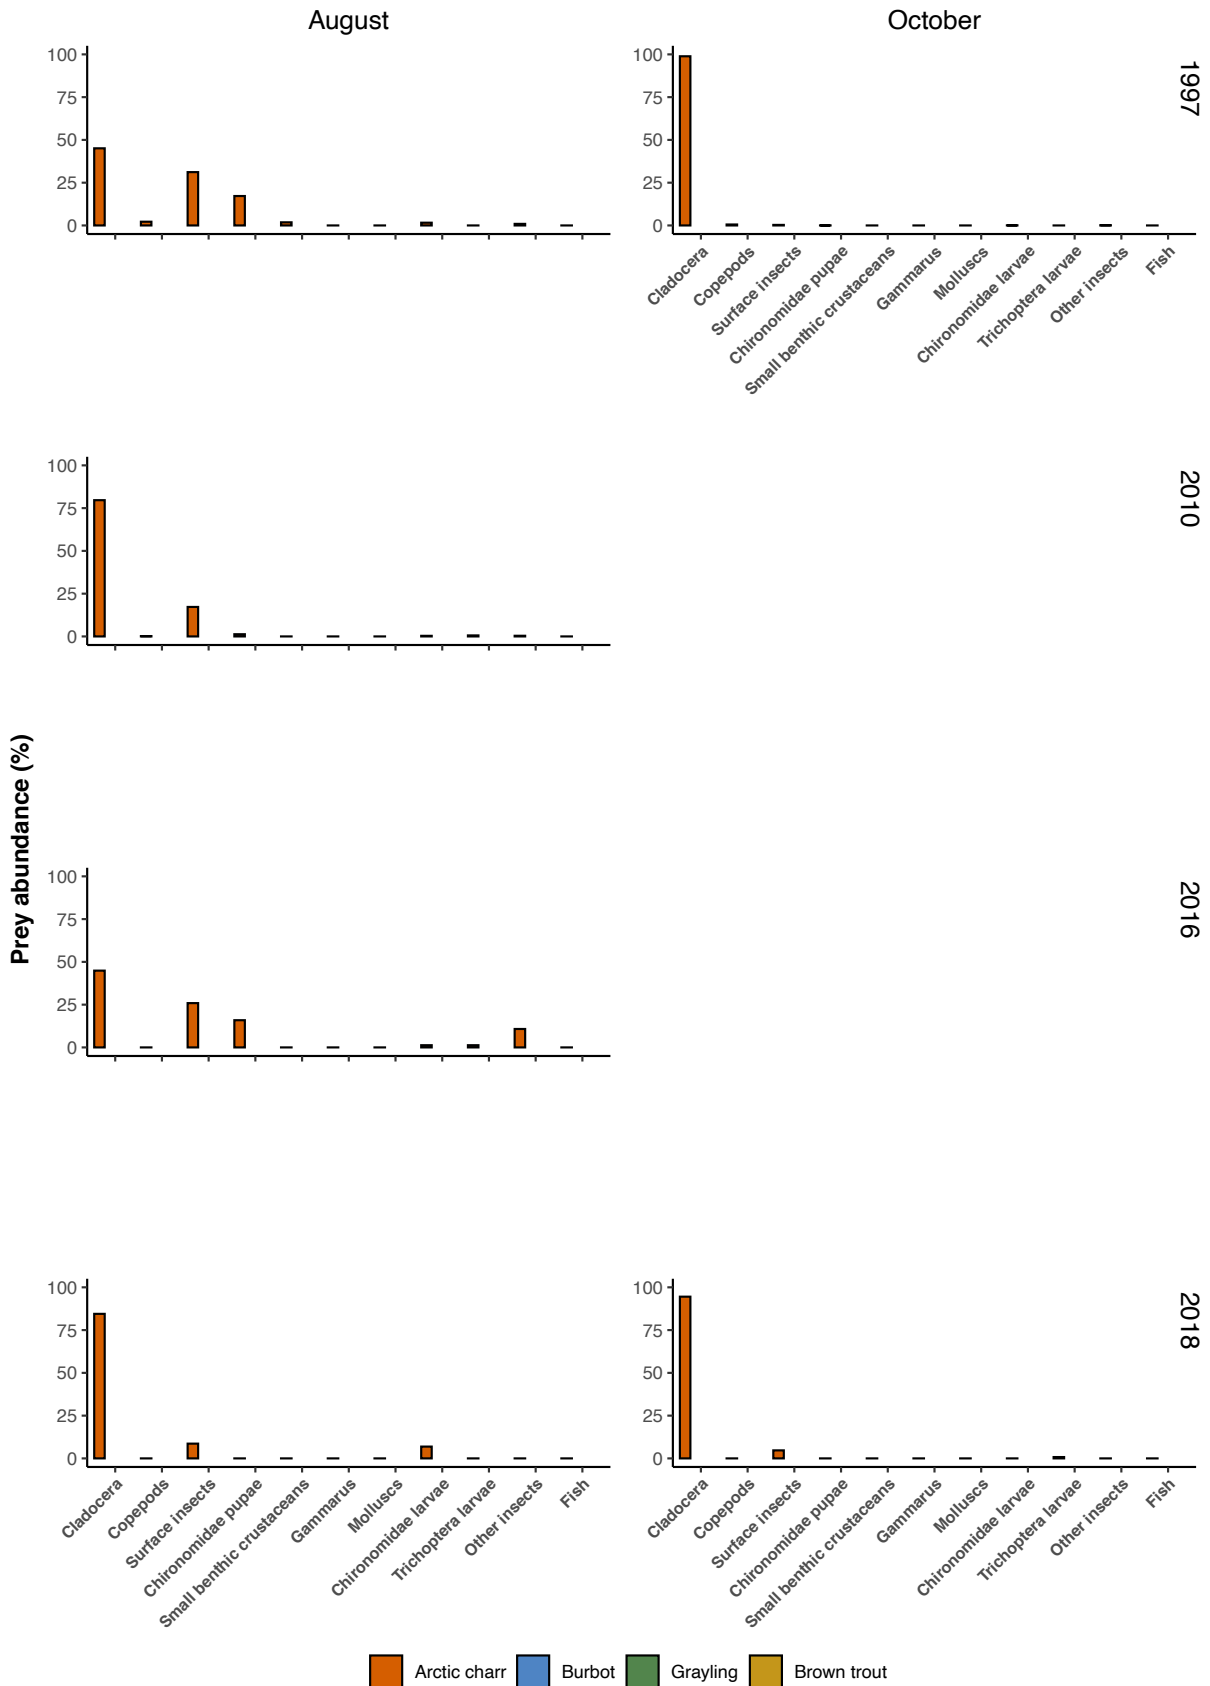 August
October
100
75
50
25
0
100
75
50
25
0
1997
Cladocera
Copepods
Surface insects
Chironomidae pupae
Small benthic crustaceans
Gammarus
Molluscs
Chironomidae larvae
Trichoptera larvae
Other insects
Fish
100
75
50
25
0
2010
Prey abundance (%)
100
75
50
25
0
2016
100
75
50
25
0
100
75
50
25
0
2018
Cladocera
Copepods
Surface insects
Chironomidae pupae
Small benthic crustaceans
Gammarus
Molluscs
Chironomidae larvae
Trichoptera larvae
Other insects
Fish
Cladocera
Copepods
Surface insects
Chironomidae pupae
Small benthic crustaceans
Gammarus
Molluscs
Chironomidae larvae
Trichoptera larvae
Other insects
Fish
Arctic charr Burbot Grayling Brown trout